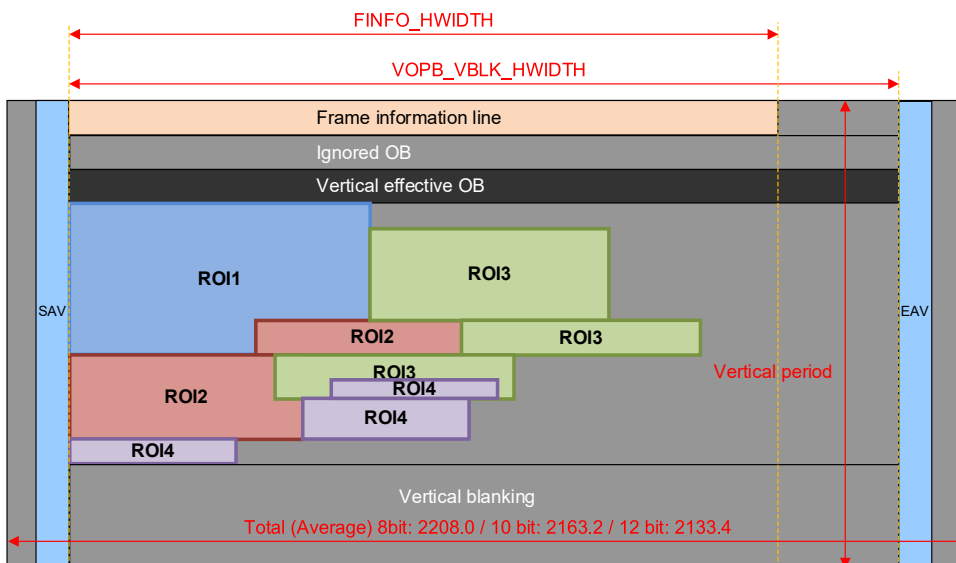 FINFO_HWIDTH
VOPB_VBLK_HWIDTH
Frame information line
Ignored OB
Vertical effective OB
ROI1
ROI3
SAV
EAV
ROI2
ROI3
ROI3
Vertical period
ROI4
ROI2
ROI4
ROI4
Vertical blanking
Total (Average) 8bit: 2208.0 / 10 bit: 2163.2 / 12 bit: 2133.4